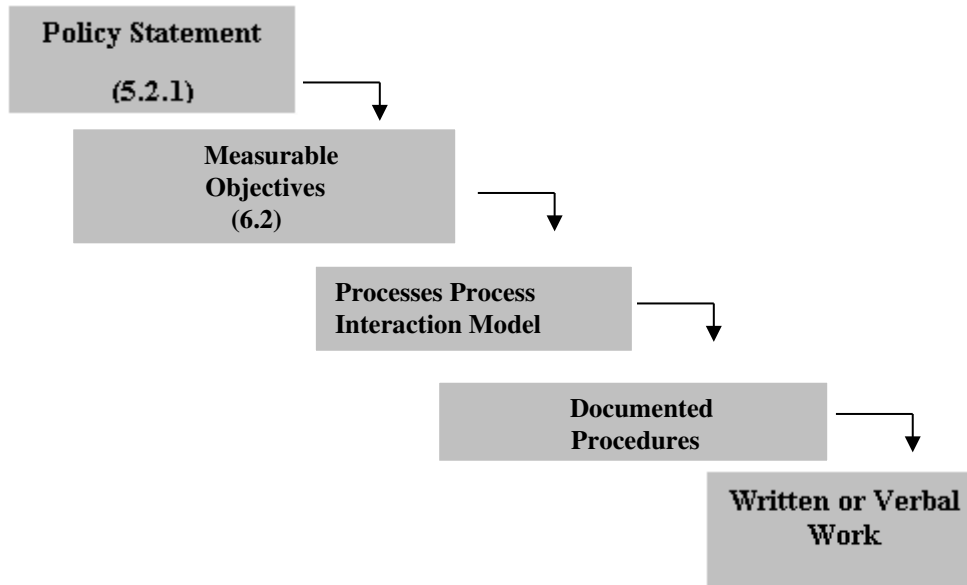 Policy Statement
(5.2.1)
Measurable
Objectives
(6.2)
Processes Process
Interaction Model
Documented
Procedures
Written or Verbal
Work